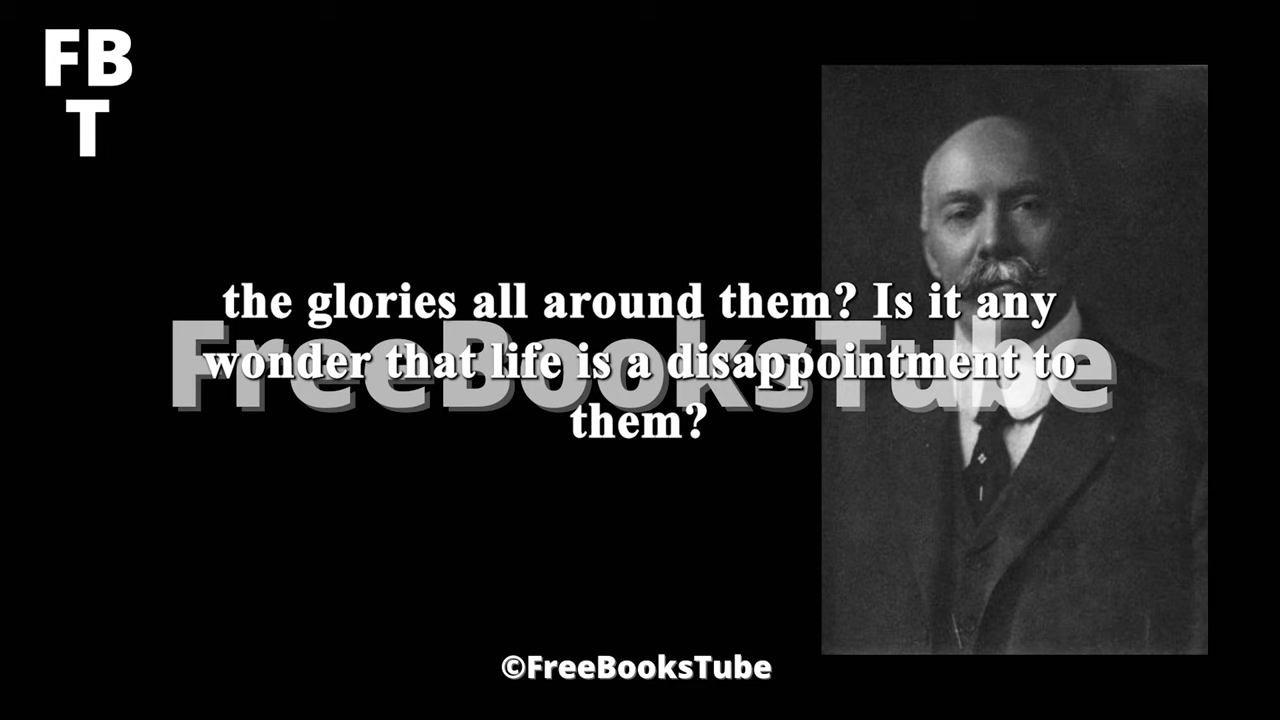 FB
T
the glories all around them? Is it any
wonder that life is a disappointment to
them?
FreeBooksTube
©FreeBooksTube